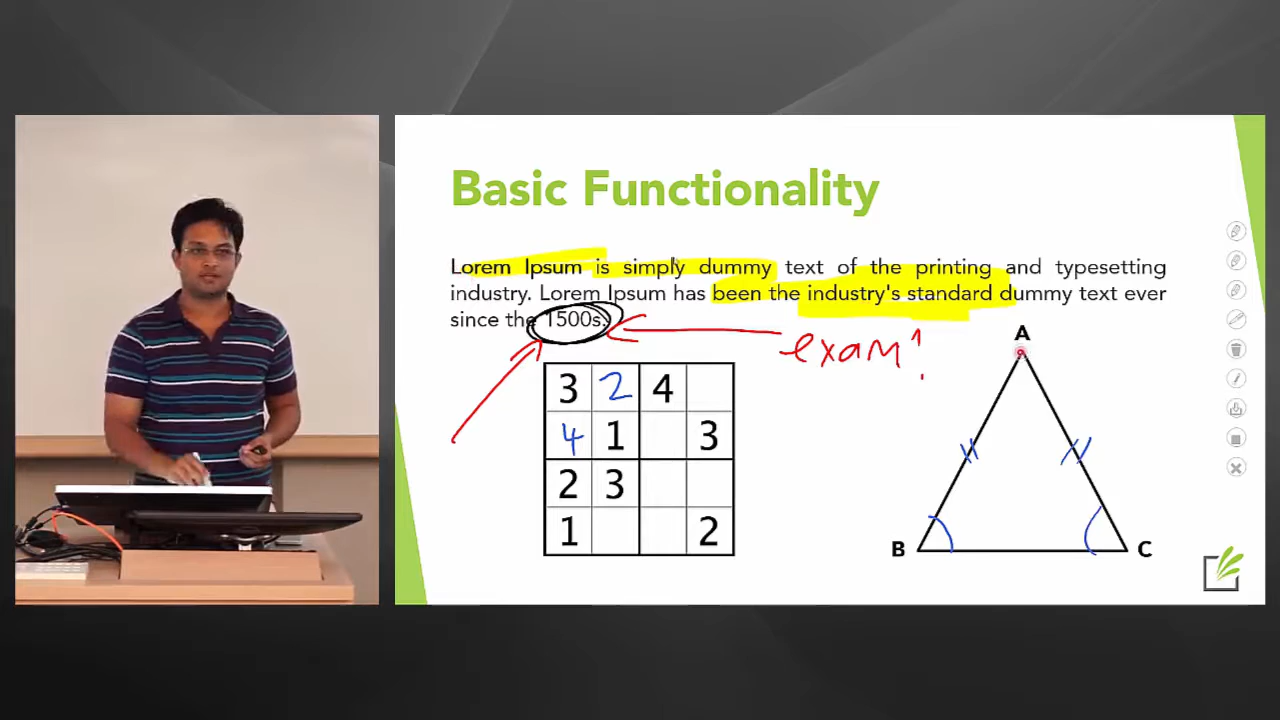 Basic Functionality
Lorem Ipsum is simply dummy text of the printing and typesetting
industry. Lorem Ipsum has been the industry's standard dummy text ever
since the 1500s.
exam!
A
3 2 4
4 1 3
2 3
1 2
B C